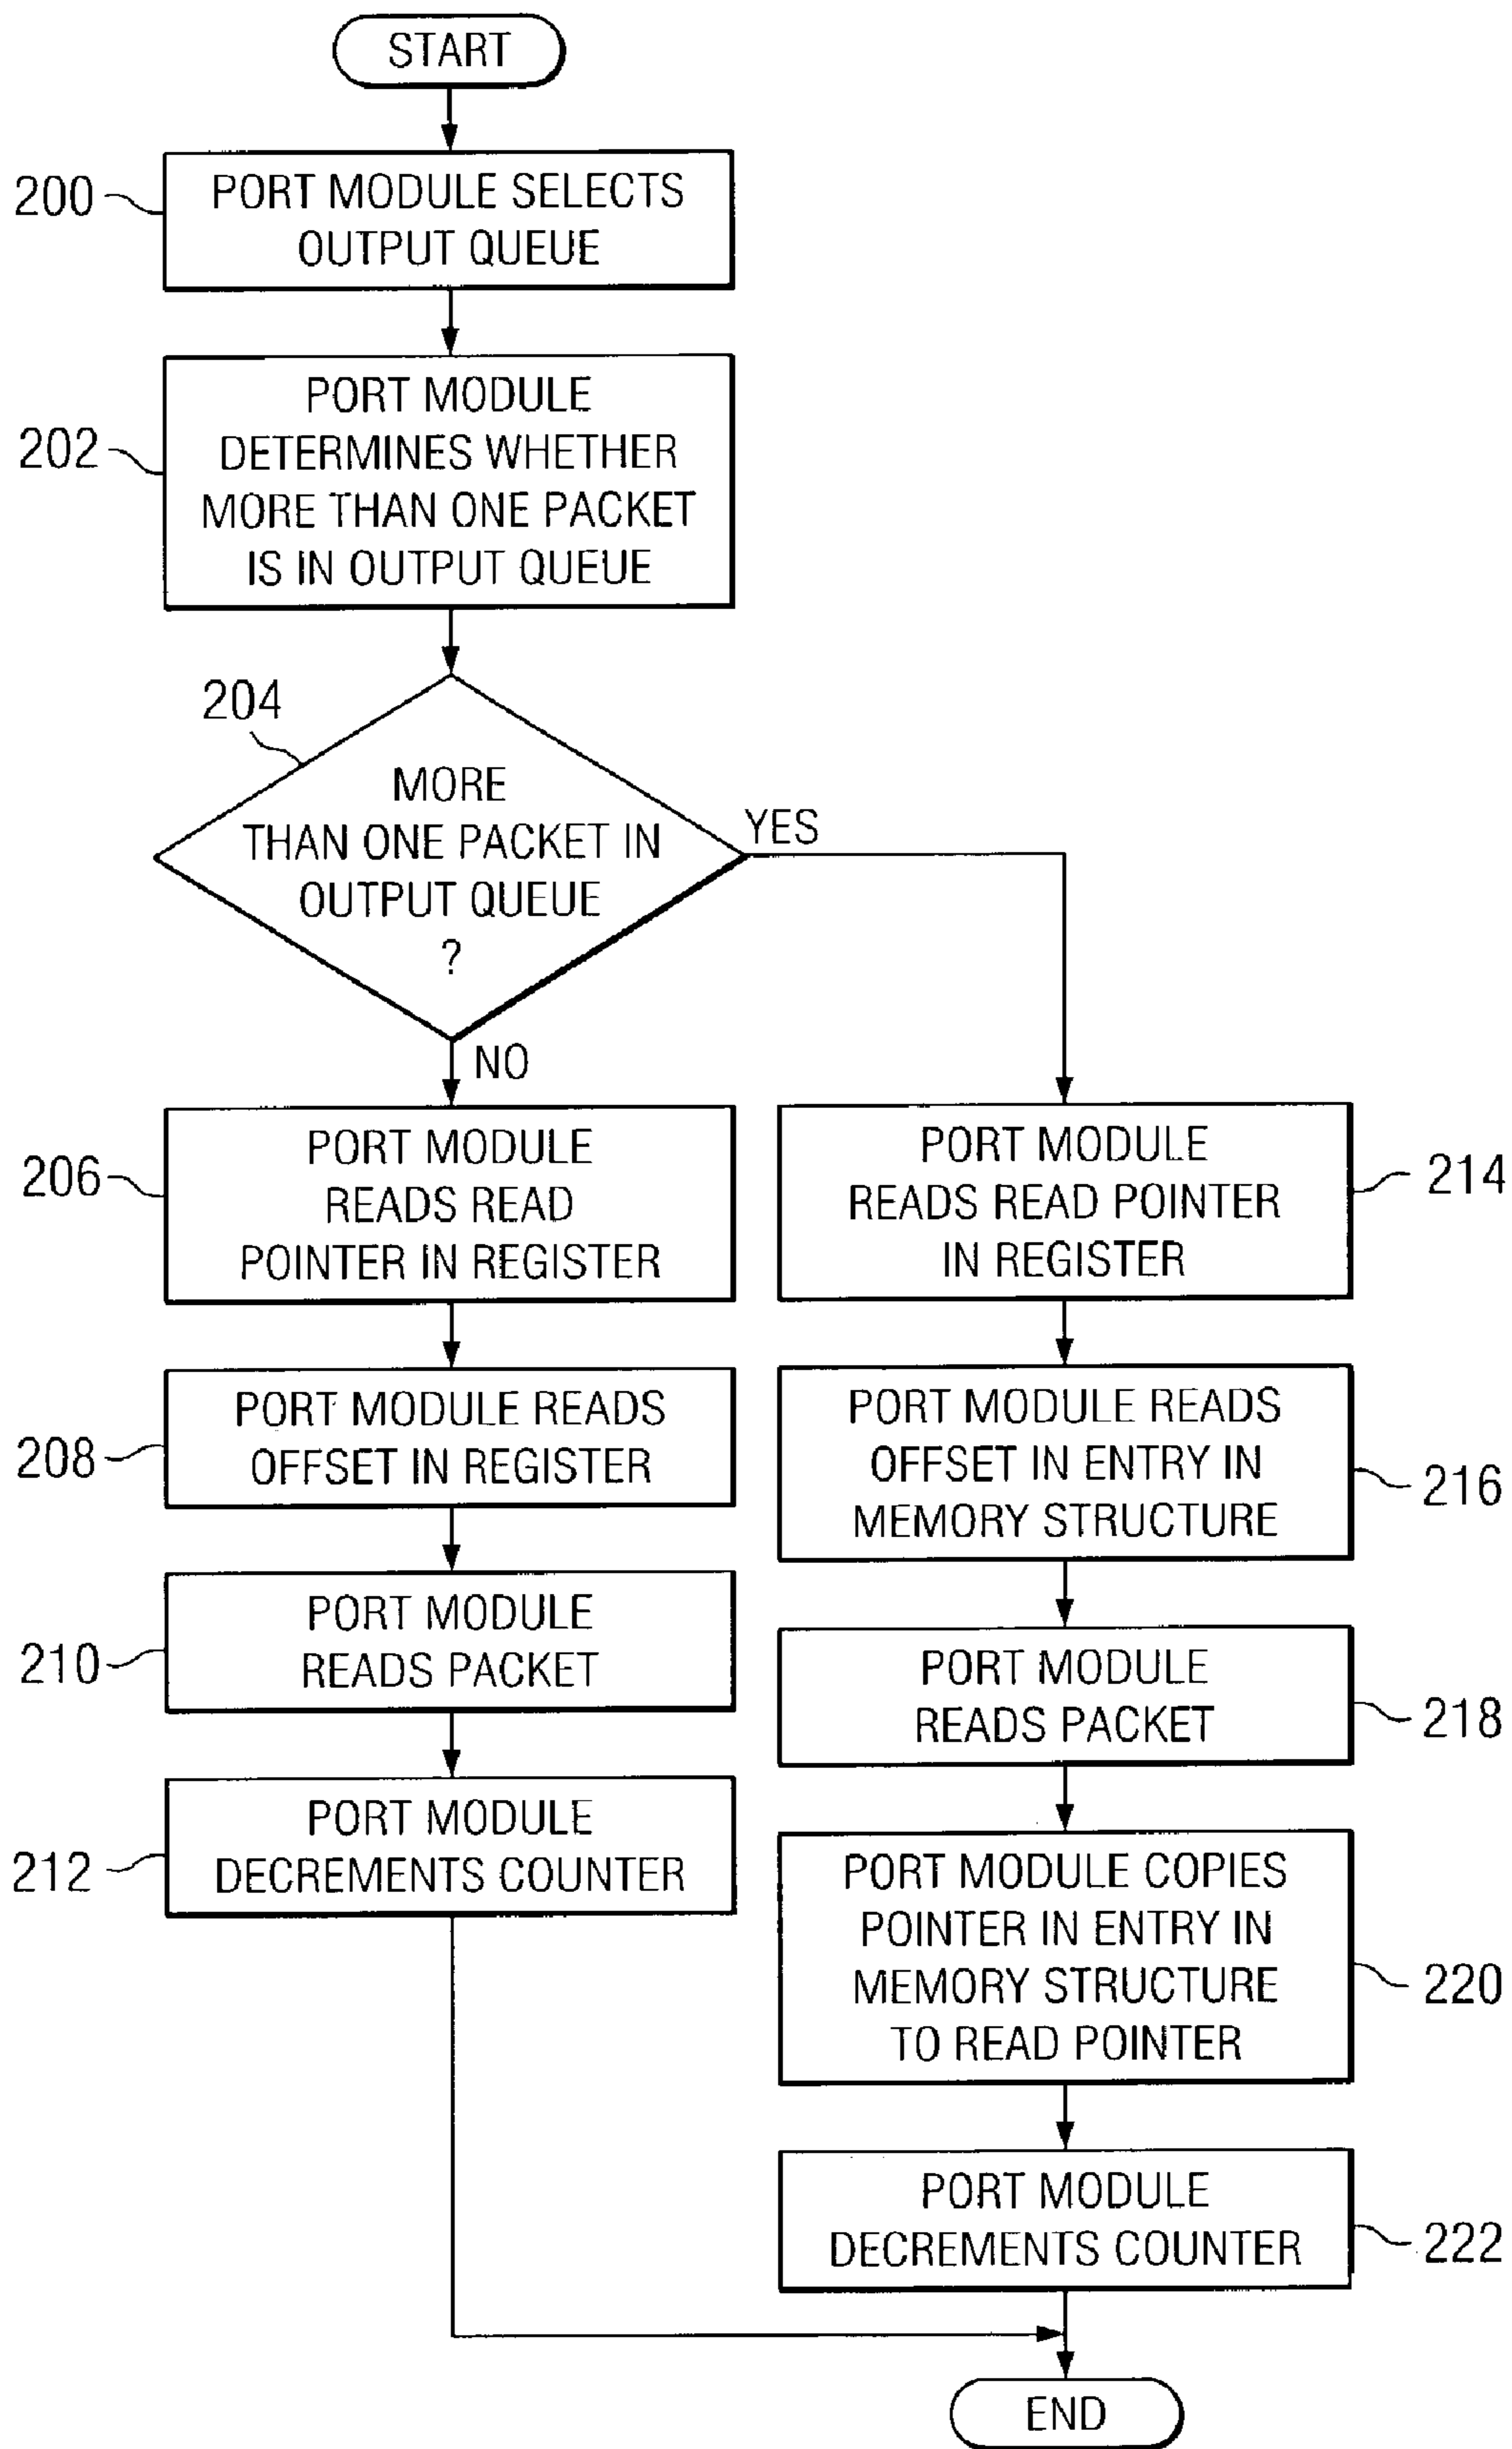 START
200
PORT MODULE SELECTS
OUTPUT QUEUE
202
PORT MODULE
DETERMINES WHETHER
MORE THAN ONE PACKET
IS IN OUTPUT QUEUE
204
MORE
THAN ONE PACKET IN
OUTPUT QUEUE
?
YES
NO
206
PORT MODULE
READS READ
POINTER IN REGISTER
208
PORT MODULE READS
OFFSET IN REGISTER
210
PORT MODULE
READS PACKET
212
PORT MODULE
DECREMENTS COUNTER
PORT MODULE
READS READ POINTER
IN REGISTER
214
PORT MODULE READS
OFFSET IN ENTRY IN
MEMORY STRUCTURE
216
PORT MODULE
READS PACKET
218
PORT MODULE COPIES
POINTER IN ENTRY IN
MEMORY STRUCTURE
TO READ POINTER
220
PORT MODULE
DECREMENTS COUNTER
222
END